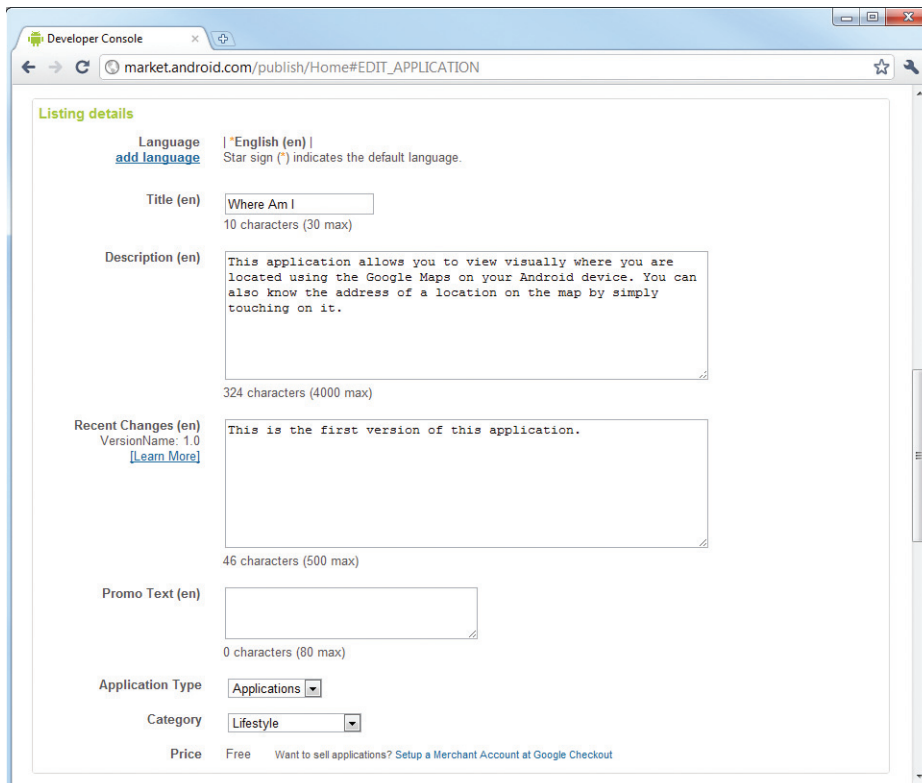 Developer Console
market.android.com/publish/Home#EDIT_APPLICATION
Listing details
Language | *English (en) |
add language Star sign (*) indicates the default language.
Title (en) Where Am I
10 characters (30 max)
Description (en) This application allows you to view visually where you are
located using the Google Maps on your Android device. You can
also know the address of a location on the map by simply
touching on it.
324 characters (4000 max)
Recent Changes (en) This is the first version of this application.
VersionName: 1.0
[Learn More]
46 characters (500 max)
Promo Text (en)
0 characters (80 max)
Application Type Applications
Category Lifestyle
Price Free Want to sell applications? Setup a Merchant Account at Google Checkout